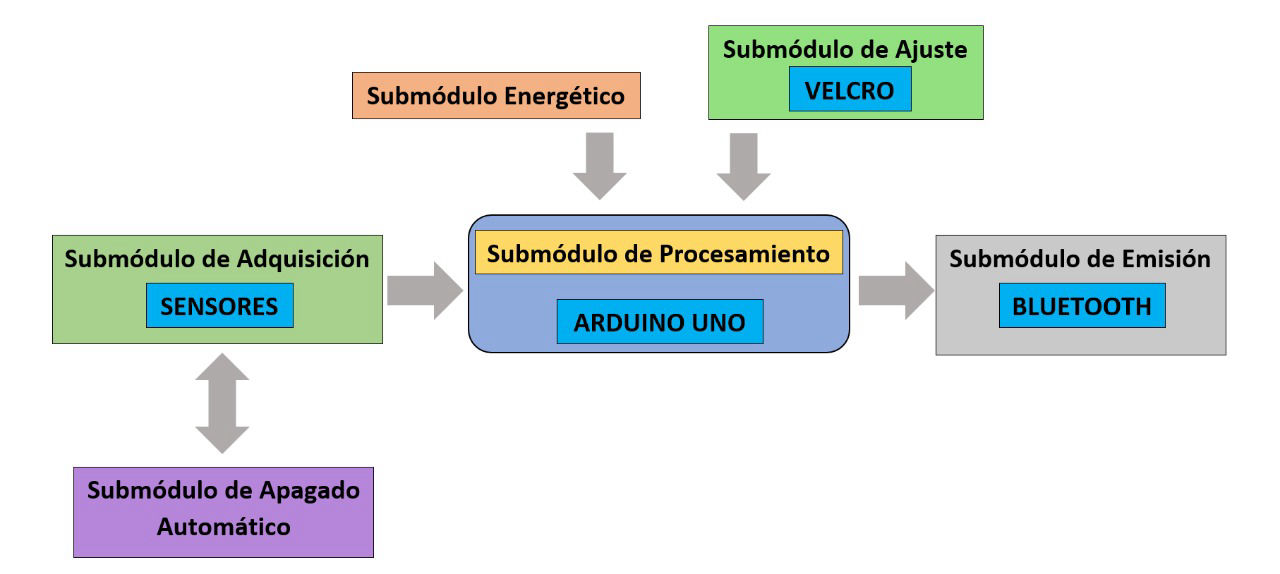 Submódulo de Ajuste
VELCRO
Submódulo Energético
Submódulo de Adquisición
SENSORES
Submódulo de Procesamiento
ARDUINO UNO
Submódulo de Emisión
BLUETOOTH
Submódulo de Apagado
Automático